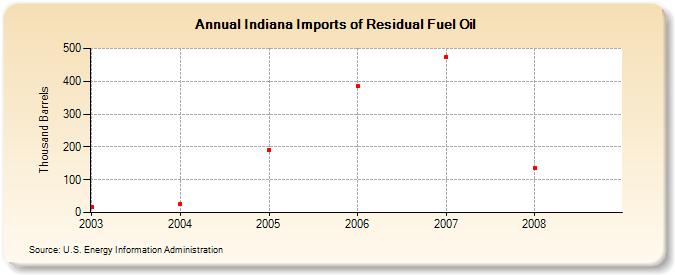 Annual Indiana Imports of Residual Fuel Oil
Thousand Barrels
500
400
300
200
100
0
2003 2004 2005 2006 2007 2008
Source: U.S. Energy Information Administration